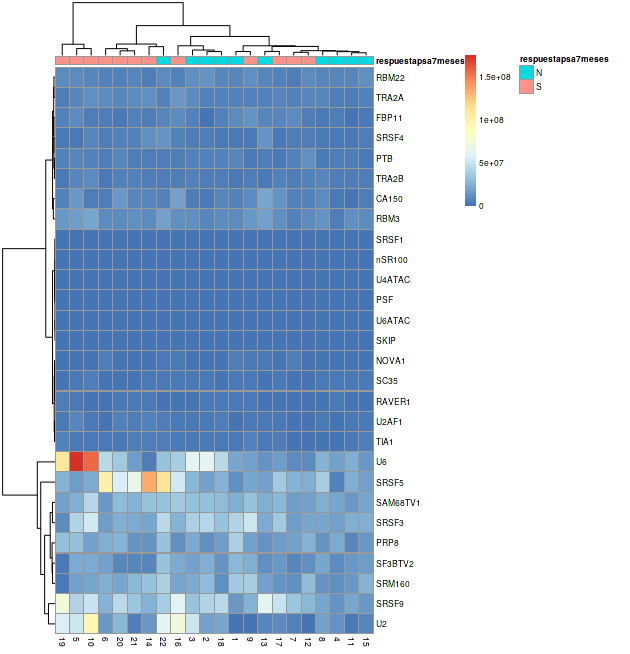 respuestapsa7meses
RBM22
TRA2A
FBP11
SRSF4
PTB
TRA2B
CA150
RBM3
SRSF1
nSR100
U4ATAC
PSF
U6ATAC
SKIP
NOVA1
SC35
RAVER1
U2AF1
TIA1
U6
SRSF5
SAM68TV1
SRSF3
PRP8
SF3BTV2
SRM160
SRSF9
U2
19 5 10 6 20 21 14 22 16 3 2 18 1 9 13 17 7 12 8 4 11 15
1.5e+08
1e+08
5e+07
0
respuestapsa7meses
N
S